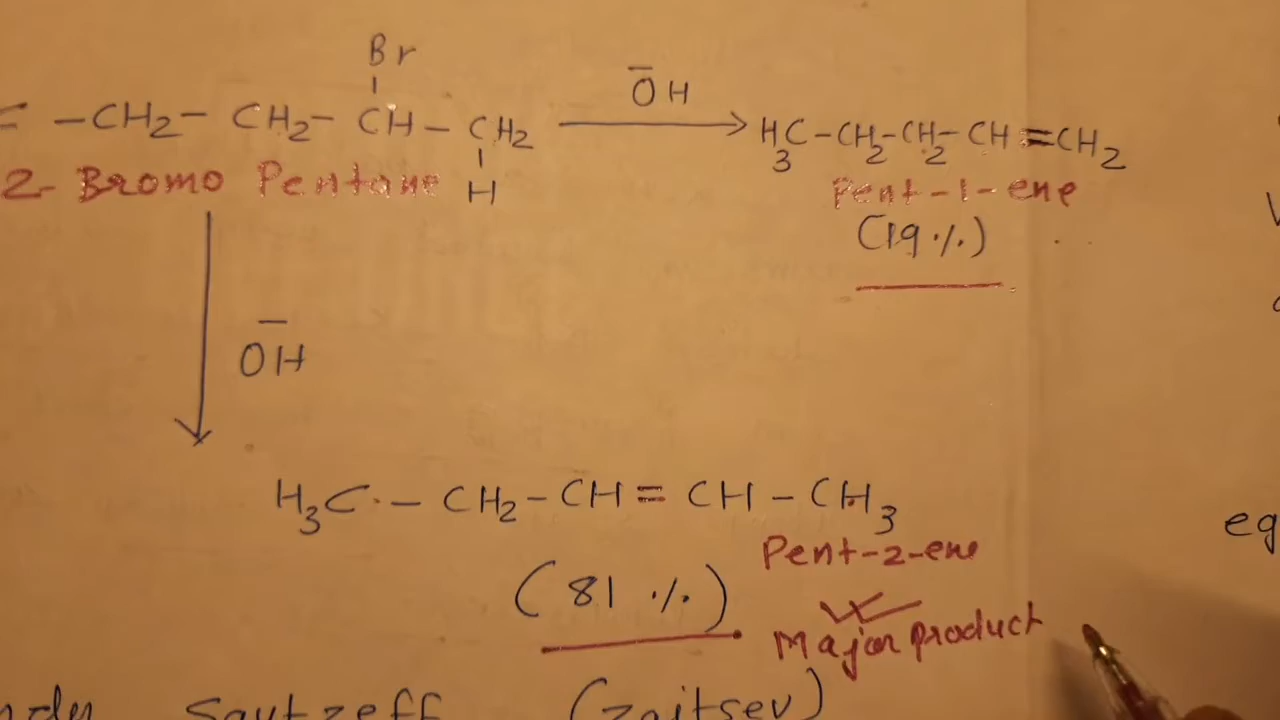 Br
– CH2 – CH2 – CH – CH2
H
2- Bromo Pentane
OH
H3C – CH2 – CH2 – CH = CH2
Pent-1-ene
(19 %)
OH
H3C – CH2 – CH = CH – CH3
Pent-2-ene
(81 %)
Major product
eg
Saytzeff (Zaitsev)